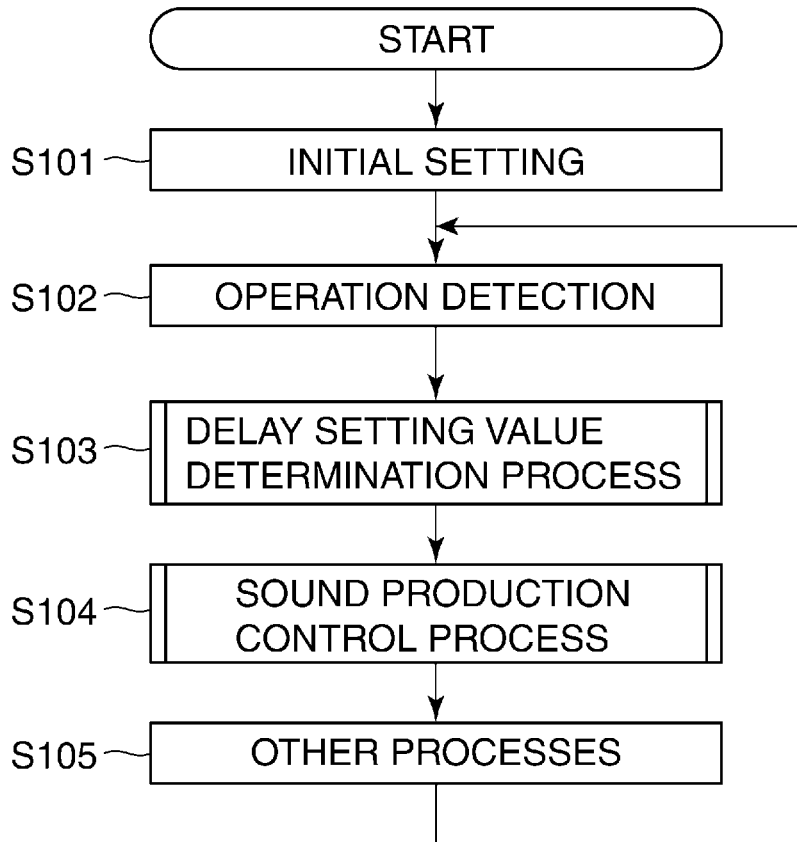 START
S101
INITIAL SETTING
S102
OPERATION DETECTION
S103
DELAY SETTING VALUE
DETERMINATION PROCESS
S104
SOUND PRODUCTION
CONTROL PROCESS
S105
OTHER PROCESSES